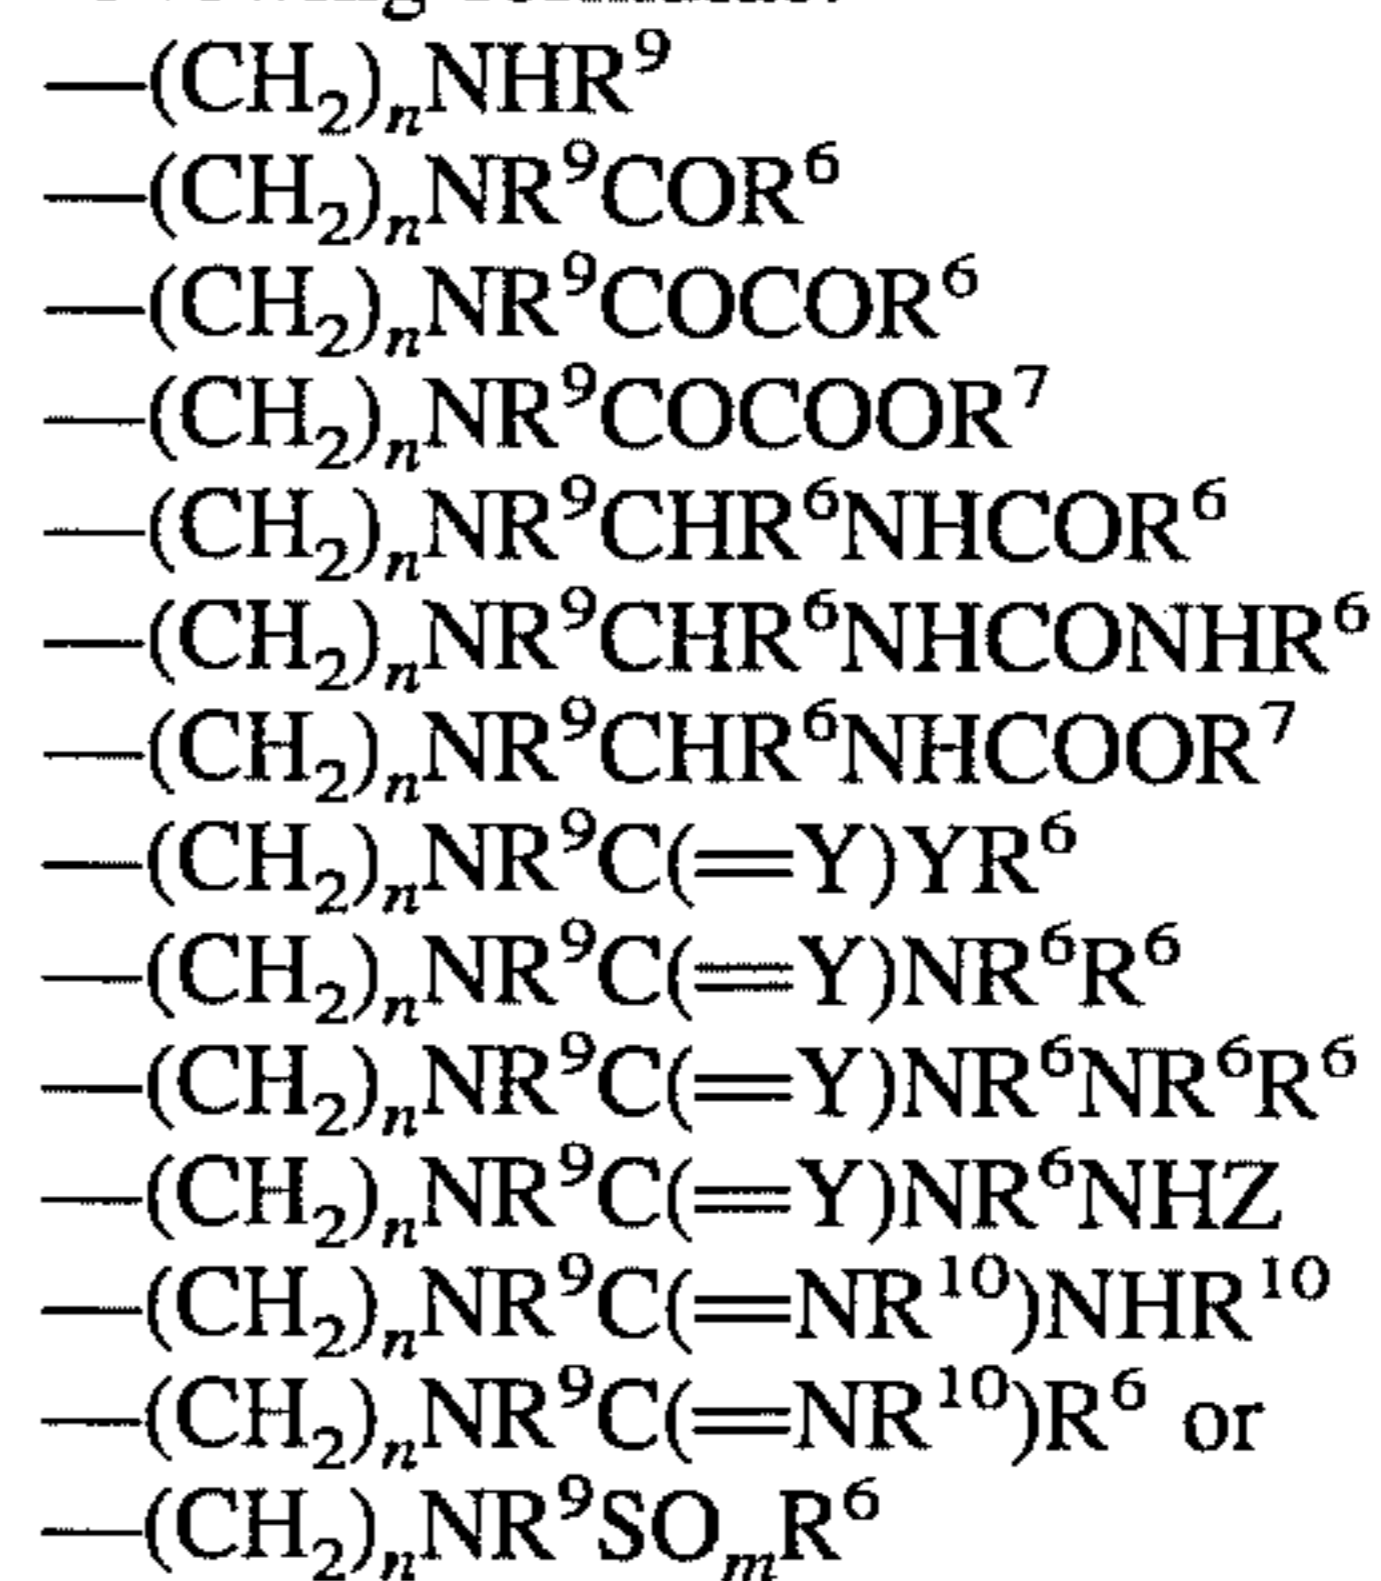 —(CH₂)ₙNHR⁹
—(CH₂)ₙNR⁹COR⁶
—(CH₂)ₙNR⁹COCOR⁶
—(CH₂)ₙNR⁹COCOOR⁷
—(CH₂)ₙNR⁹CHR⁶NHCOR⁶
—(CH₂)ₙNR⁹CHR⁶NHCONHR⁶
—(CH₂)ₙNR⁹CHR⁶NHCOOR⁷
—(CH₂)ₙNR⁹C(=Y)YR⁶
—(CH₂)ₙNR⁹C(=Y)NR⁶R⁶
—(CH₂)ₙNR⁹C(=Y)NR⁶NR⁶R⁶
—(CH₂)ₙNR⁹C(=Y)NR⁶NHZ
—(CH₂)ₙNR⁹C(=NR¹⁰)NHR¹⁰
—(CH₂)ₙNR⁹C(=NR¹⁰)R⁶ or
—(CH₂)ₙNR⁹SOₘR⁶